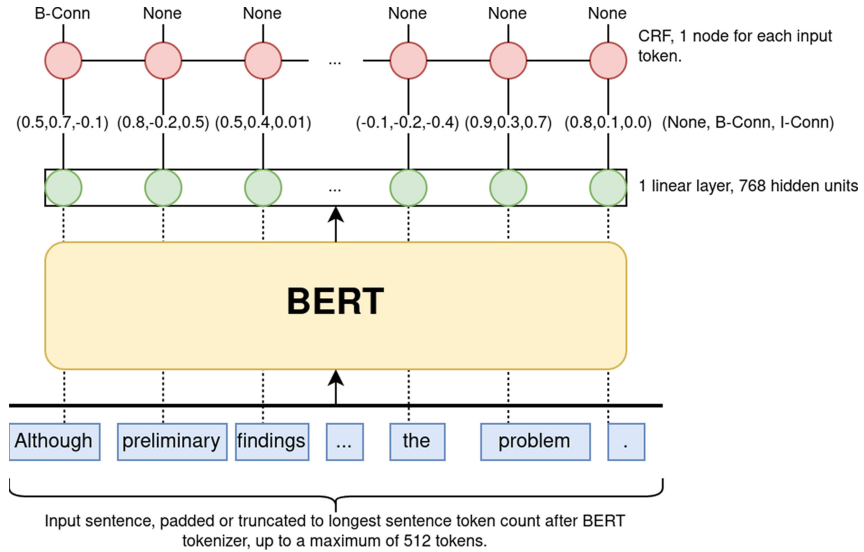 B-Conn None None None None None
... CRF, 1 node for each input
token.
(0.5,0.7,-0.1) (0.8,-0.2,0.5) (0.5,0.4,0.01) (-0.1,-0.2,-0.4) (0.9,0.3,0.7) (0.8,0.1,0.0) (None, B-Conn, I-Conn)
... 1 linear layer, 768 hidden units
BERT
Although preliminary findings ... the problem .
Input sentence, padded or truncated to longest sentence token count after BERT
tokenizer, up to a maximum of 512 tokens.